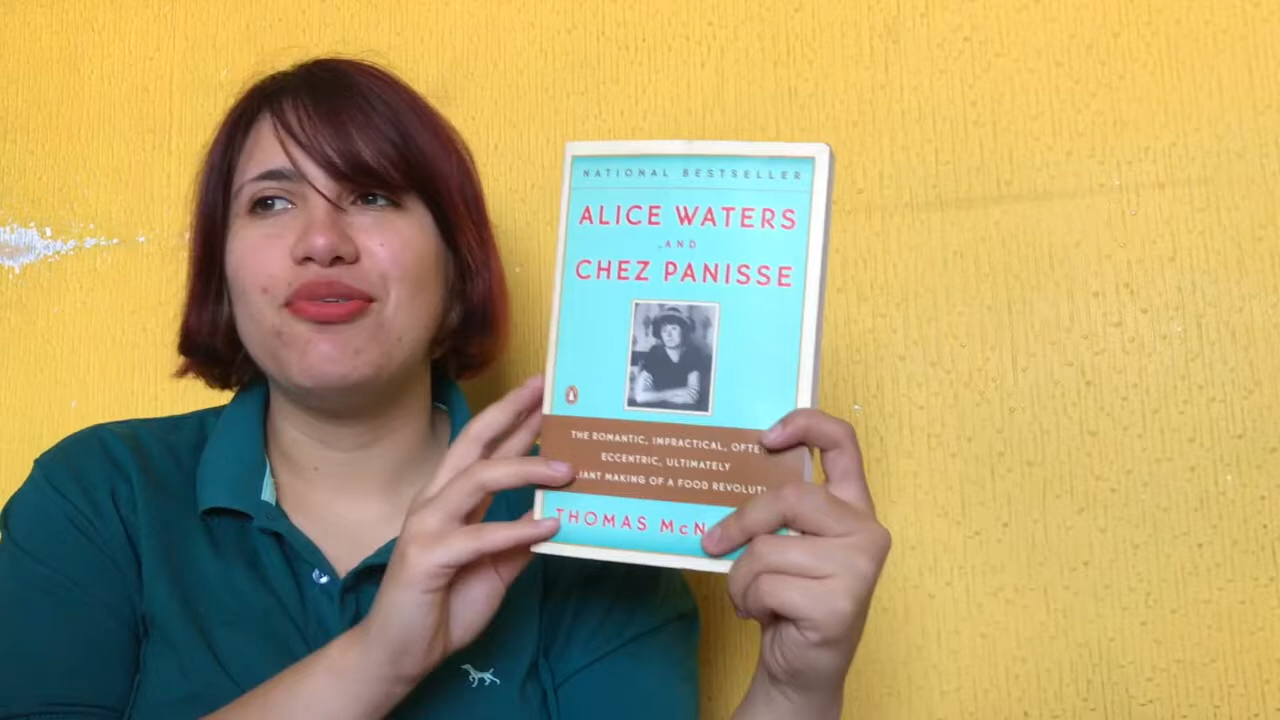 NATIONAL BESTSELLER
ALICE WATERS
AND
CHEZ PANISSE
THE ROMANTIC, IMPRACTICAL,
ECCENTRIC, ULTIMATELY
MAKING OF A FOOD
THOMAS